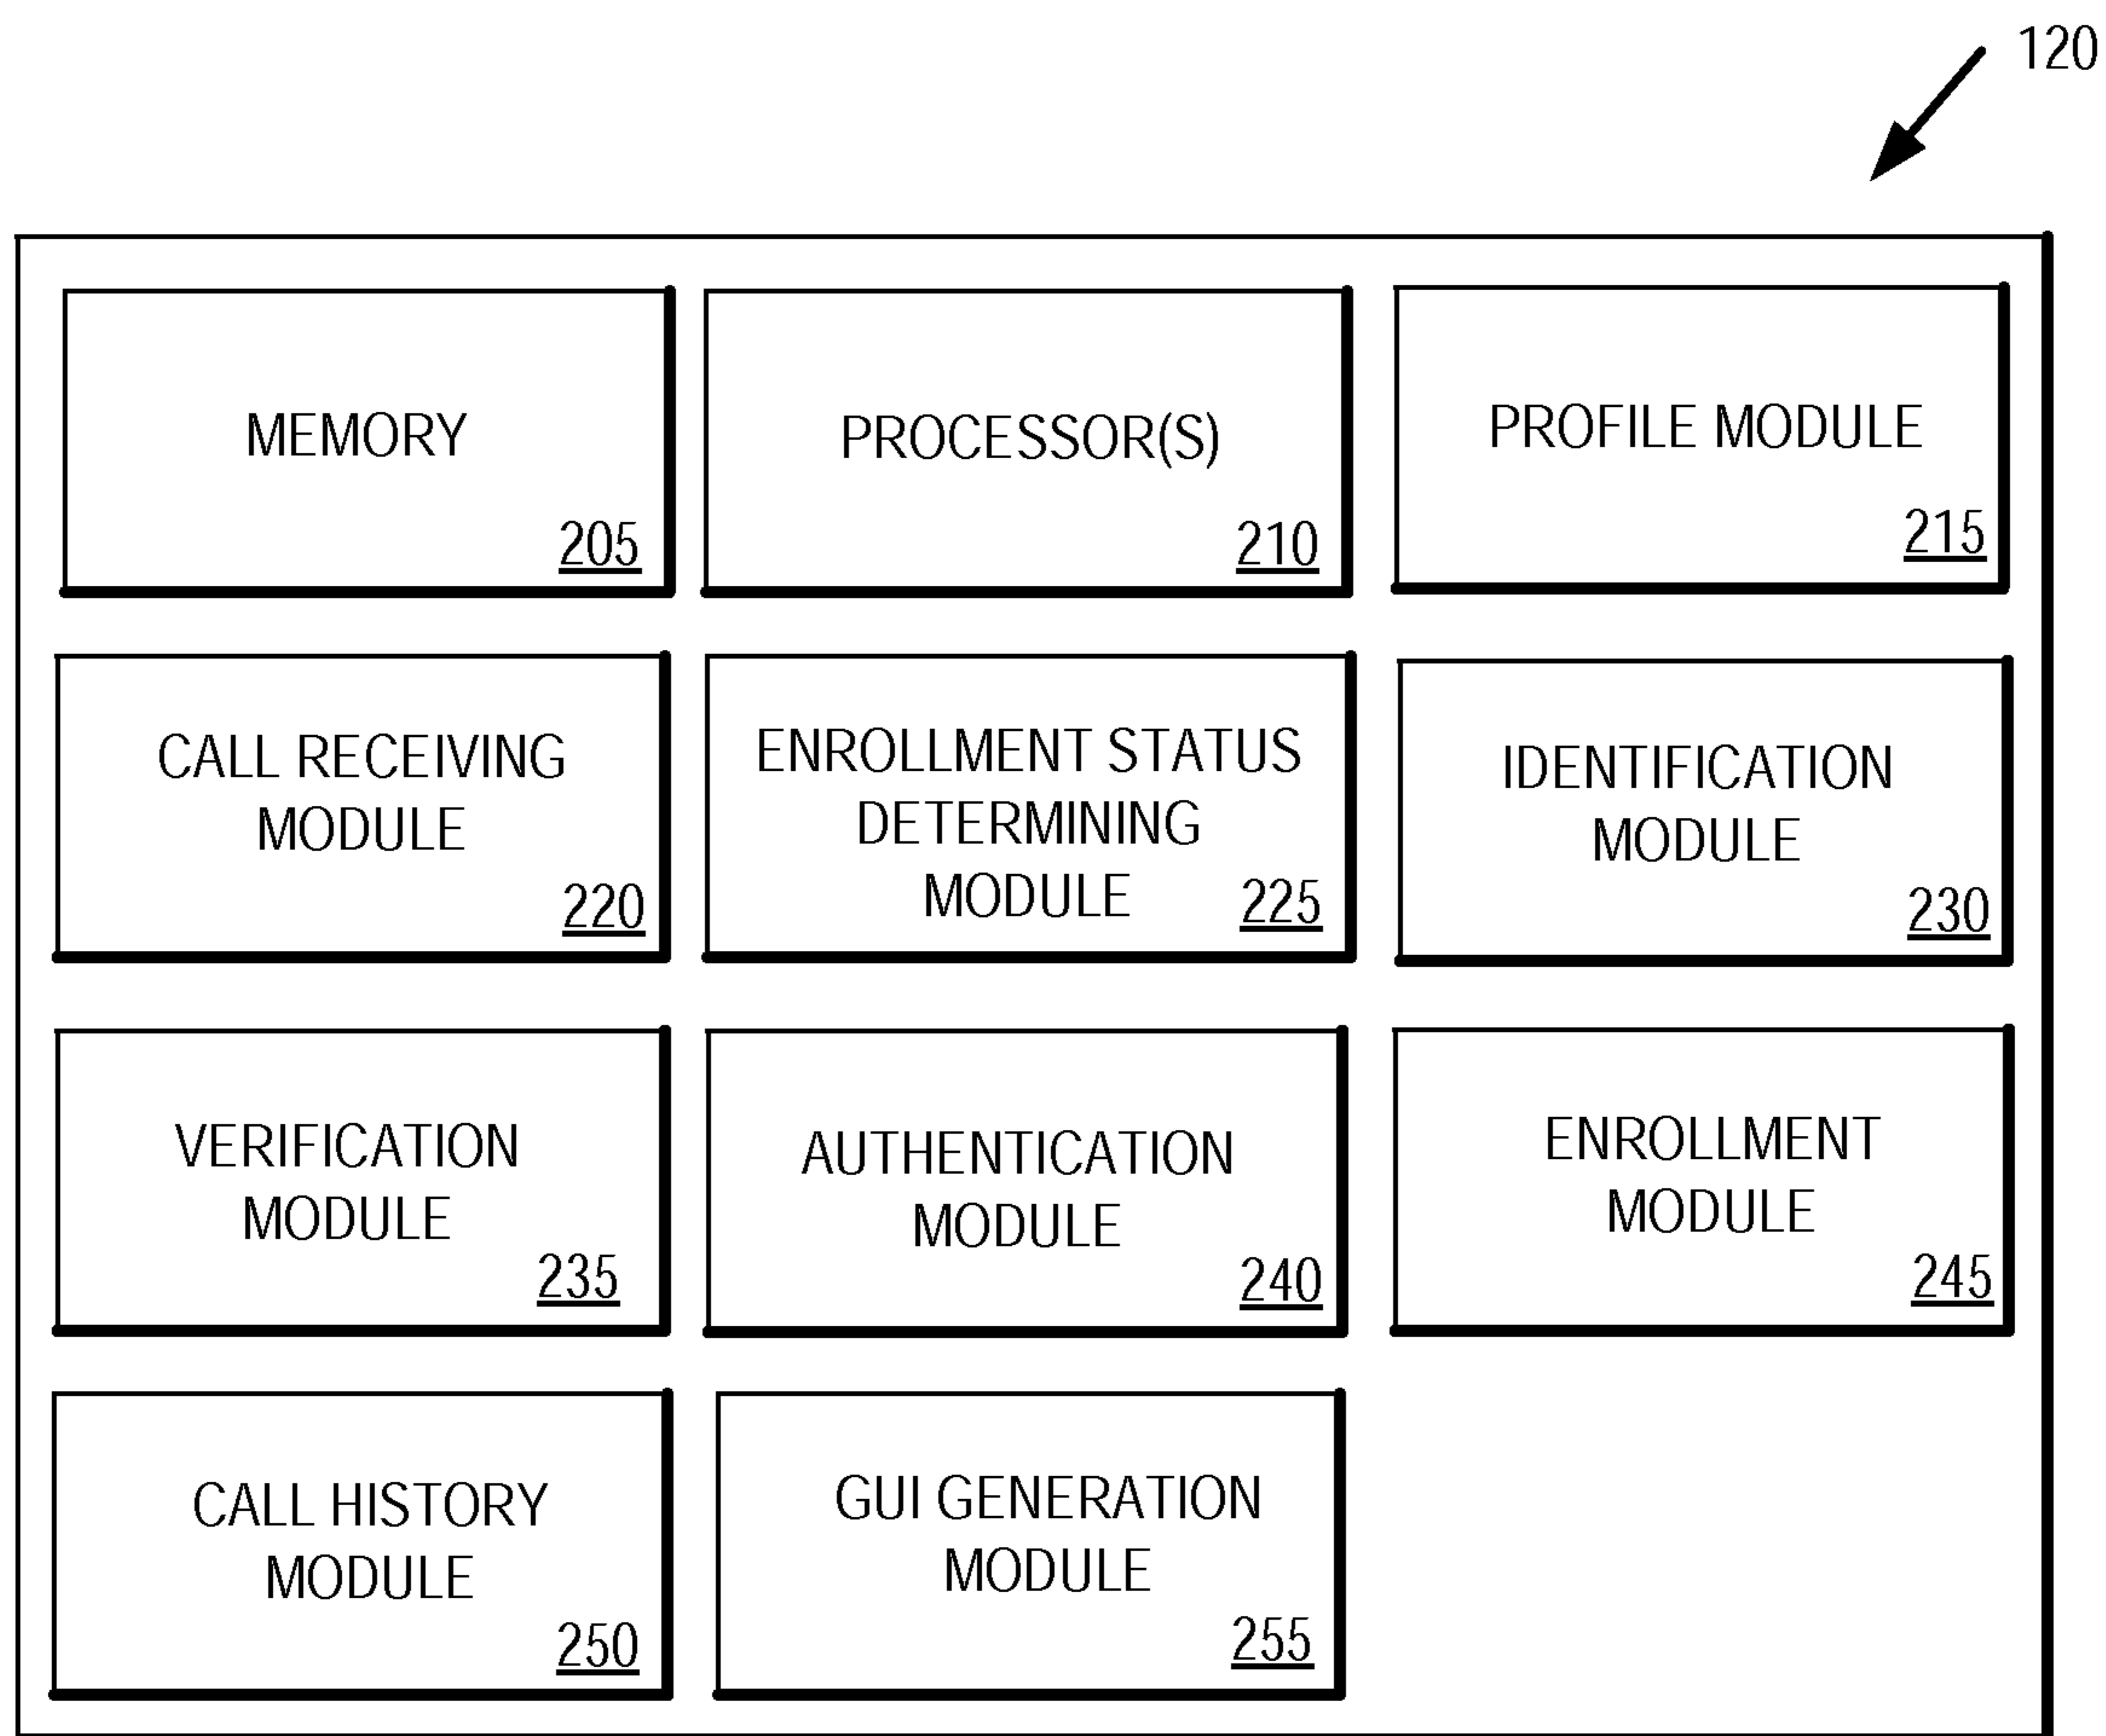 120
MEMORY
205
PROCESSOR(S)
210
PROFILE MODULE
215
CALL RECEIVING
MODULE
220
ENROLLMENT STATUS
DETERMINING
MODULE
225
IDENTIFICATION
MODULE
230
VERIFICATION
MODULE
235
AUTHENTICATION
MODULE
240
ENROLLMENT
MODULE
245
CALL HISTORY
MODULE
250
GUI GENERATION
MODULE
255